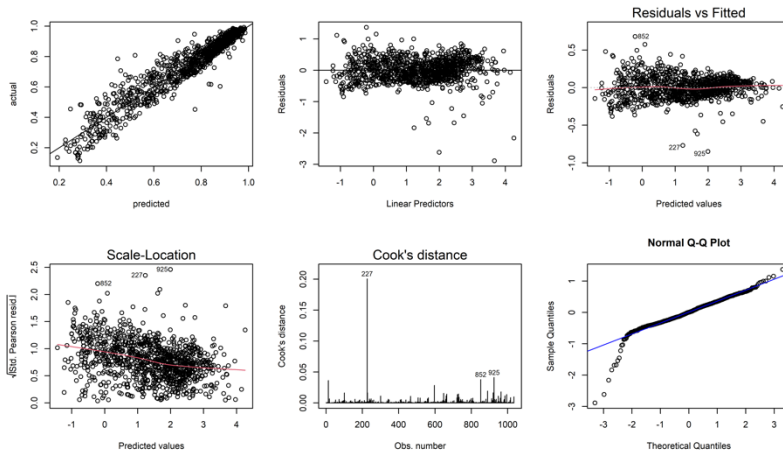 actual
1.0
0.8
0.6
0.4
0.2
0.2 0.4 0.6 0.8 1.0
predicted
Residuals
1
0
-1
-2
-3
-1 0 1 2 3 4
Linear Predictors
Residuals vs Fitted
Residuals
0.5
0.0
-0.5
-1.0
852
227
925
-1 0 1 2 3 4
Predicted values
Scale-Location
√|Std. Pearson resid.|
2.5
2.0
1.5
1.0
0.5
0.0
925
227
852
-1 0 1 2 3 4
Predicted values
Cook's distance
Cook's distance
0.20
0.15
0.10
0.05
0.00
227
852
925
0 200 400 600 800 1000
Obs. number
Normal Q-Q Plot
Sample Quantiles
1
0
-1
-2
-3
-3 -2 -1 0 1 2 3
Theoretical Quantiles